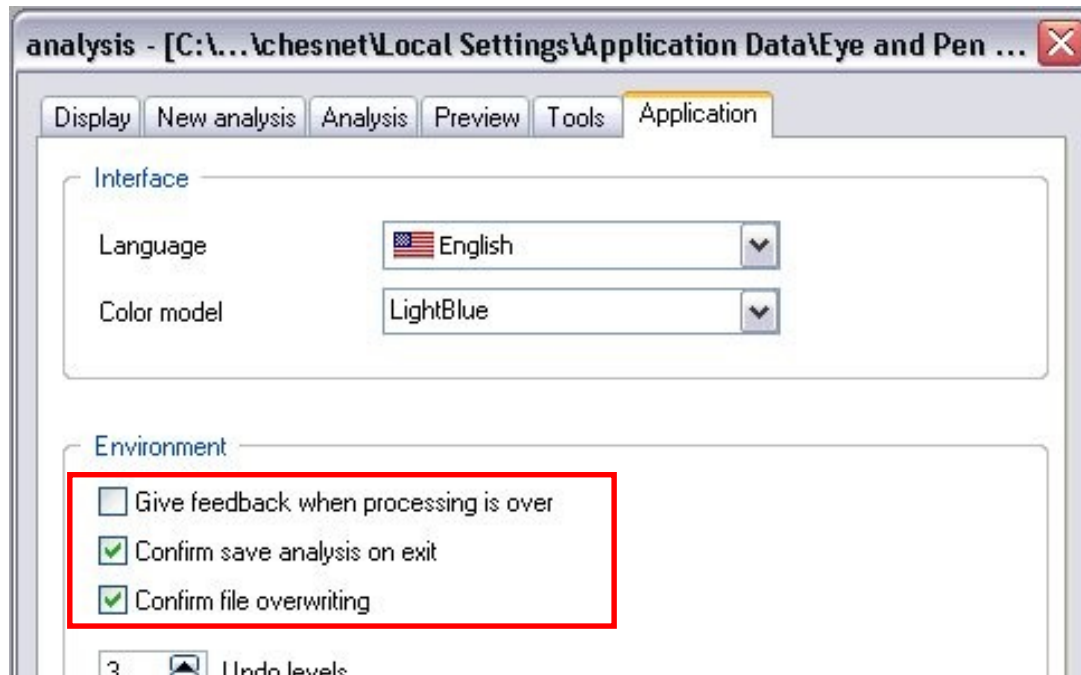 analysis - [C:\...\chesnet\Local Settings\Application Data\Eye and Pen ...
Display New analysis Analysis Preview Tools Application
Interface
Language English
Color model LightBlue
Environment
Give feedback when processing is over
Confirm save analysis on exit
Confirm file overwriting
3 Undo levels